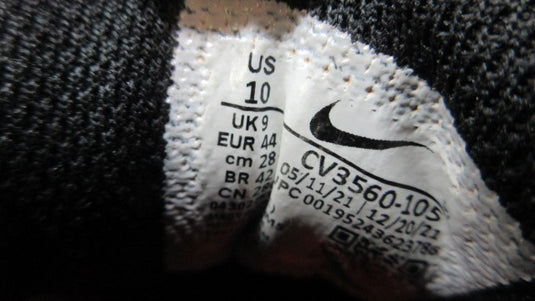 US
10
UK 9
EUR 44
cm 28
BR 42
CN
CV3560-105
05/11/21 / 12/20/21
00195243623786